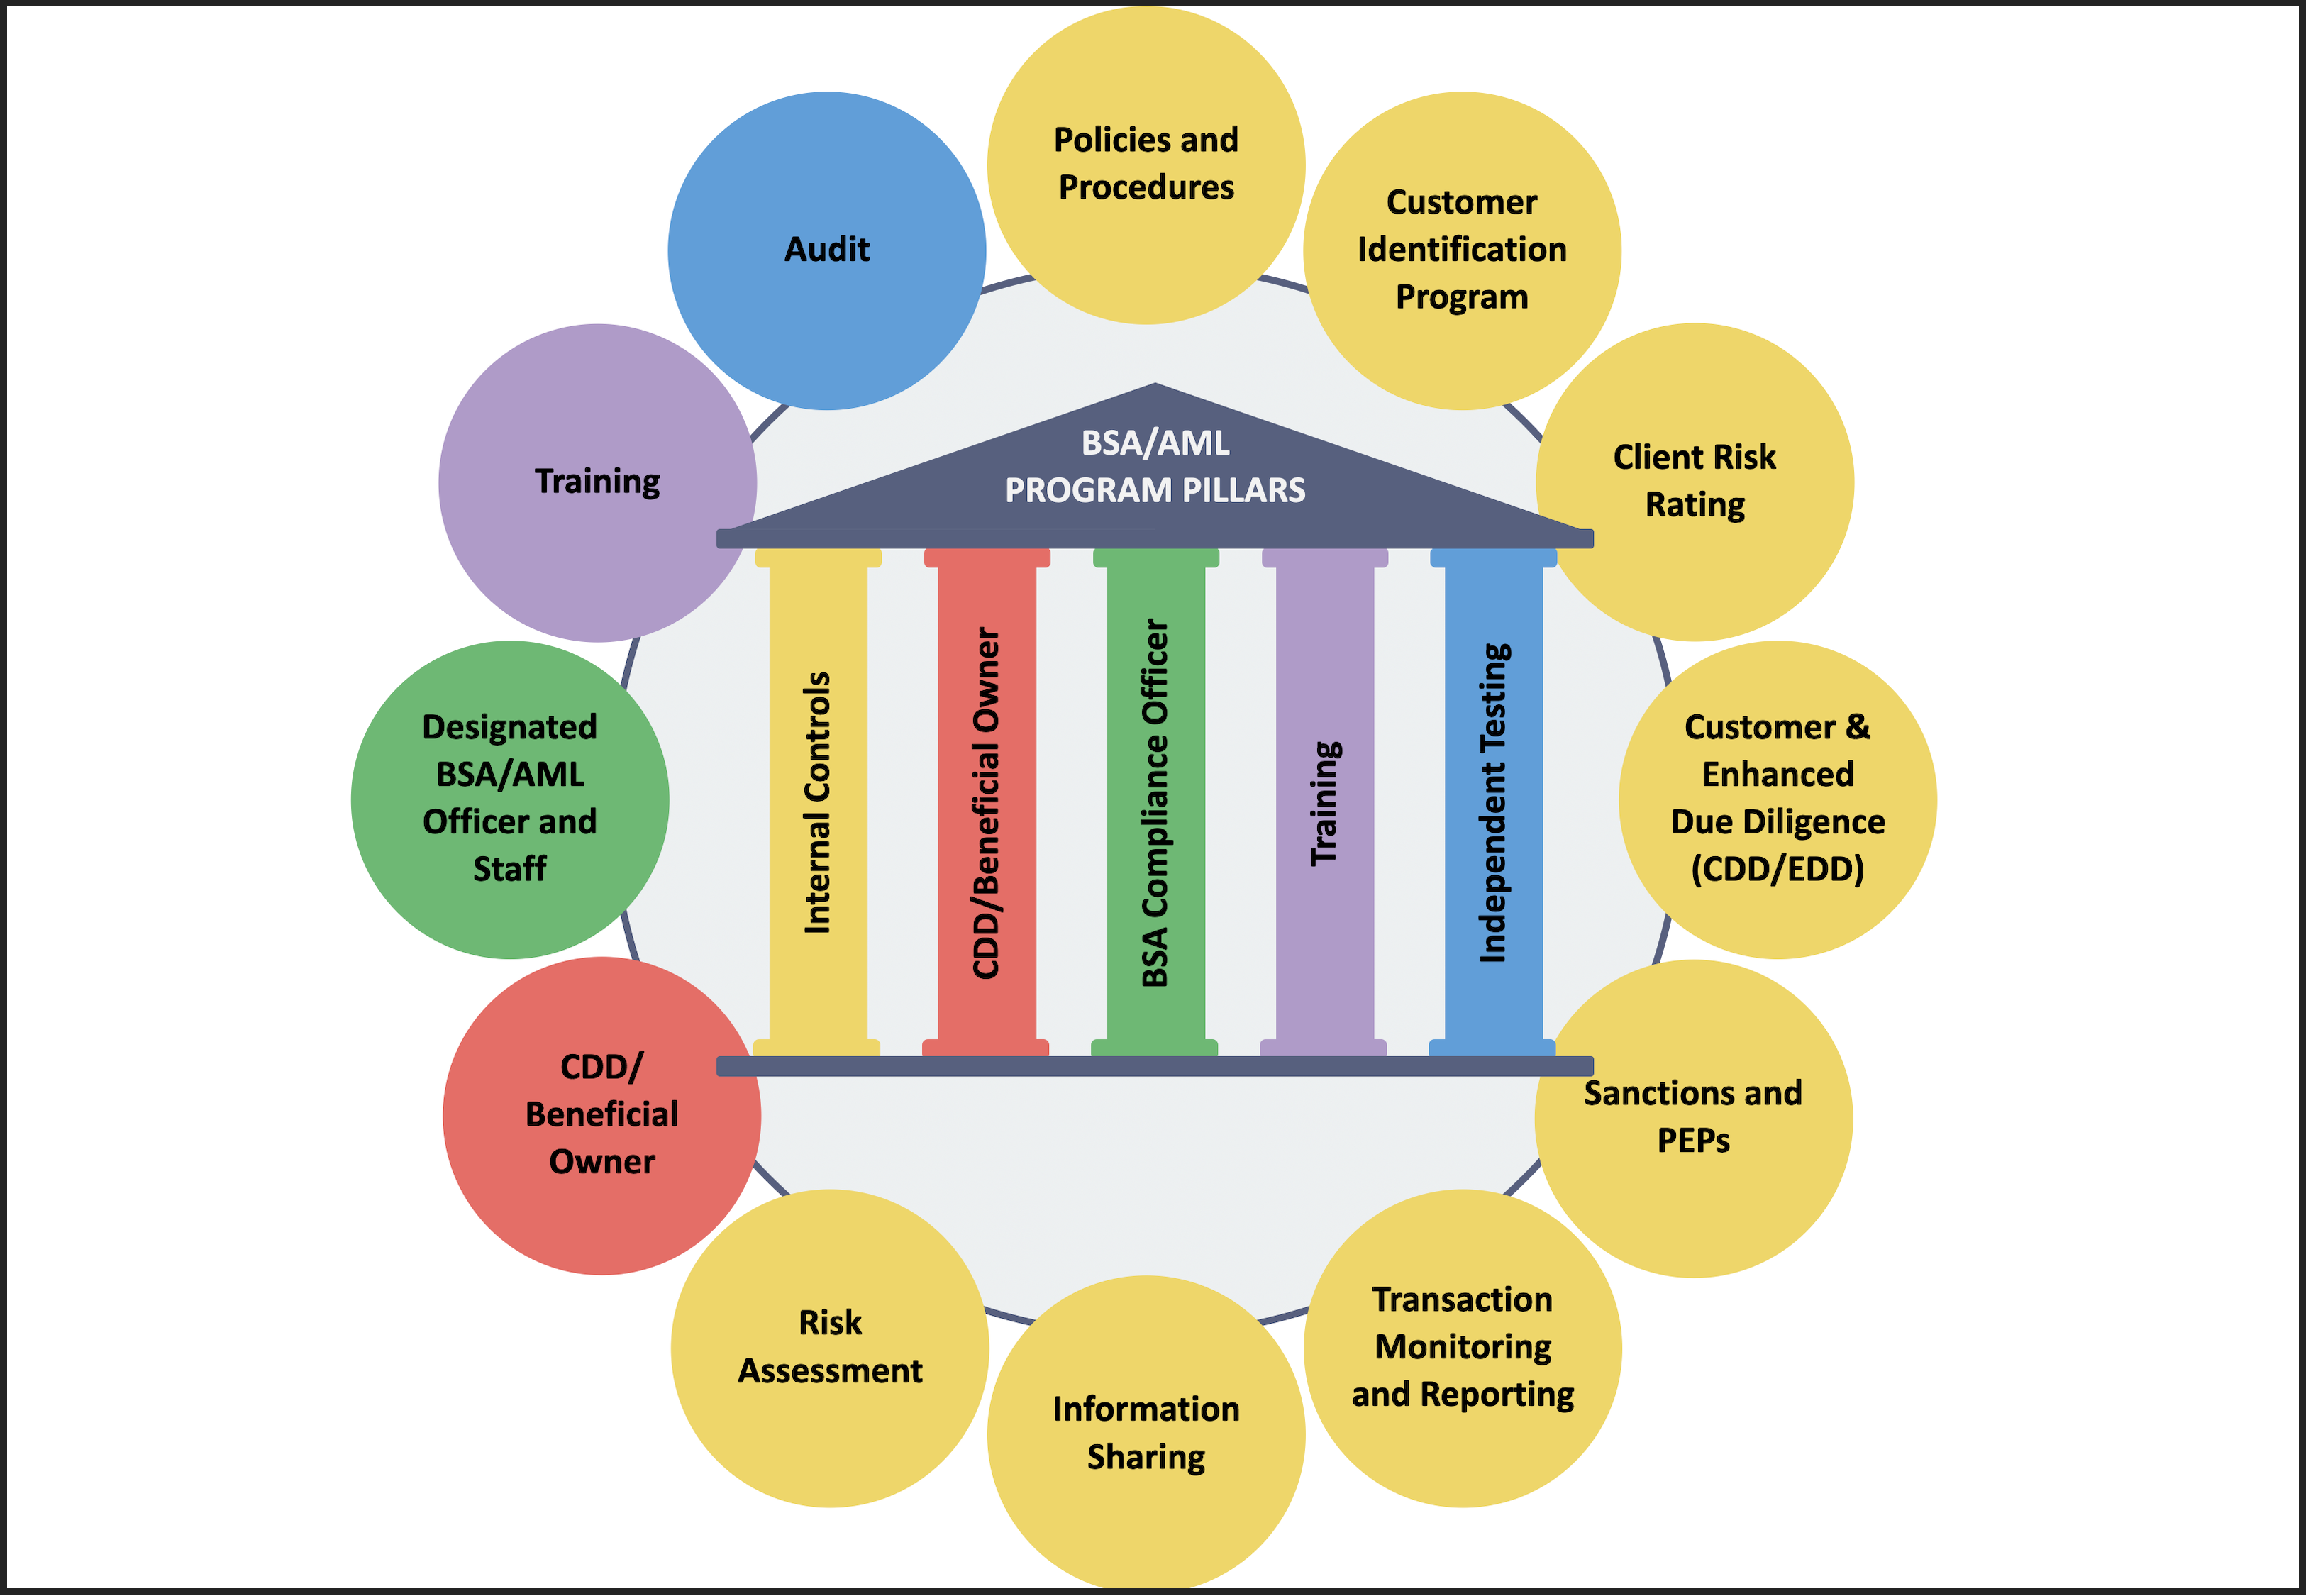 Policies and
Procedures
Customer
Identification
Program
Client Risk
Rating
Customer &
Enhanced
Due Diligence
(CDD/EDD)
Sanctions and
PEPs
Transaction
Monitoring
and Reporting
Information
Sharing
Risk
Assessment
CDD/
Beneficial
Owner
Designated
BSA/AML
Officer and
Staff
Training
Audit
BSA/AML
PROGRAM PILLARS
Internal Controls
CDD/Beneficial Owner
BSA Compliance Officer
Training
Independent Testing